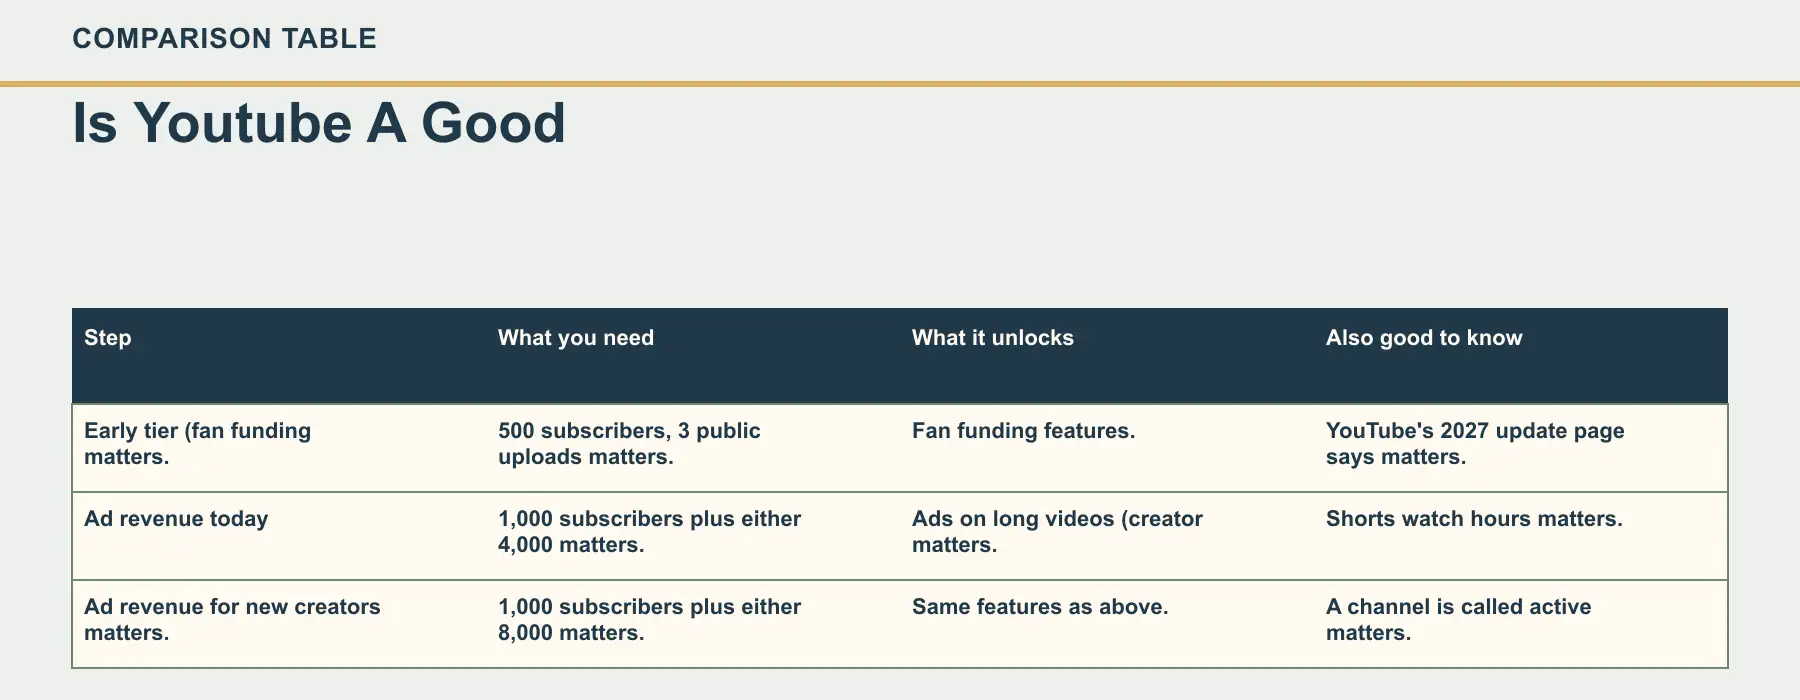 COMPARISON TABLE
Is Youtube A Good
Step
What you need
What it unlocks
Also good to know
Early tier (fan funding
matters.
500 subscribers, 3 public
uploads matters.
Fan funding features.
YouTube's 2027 update page
says matters.
Ad revenue today
1,000 subscribers plus either
4,000 matters.
Ads on long videos (creator
matters.
Shorts watch hours matters.
Ad revenue for new creators
matters.
1,000 subscribers plus either
8,000 matters.
Same features as above.
A channel is called active
matters.